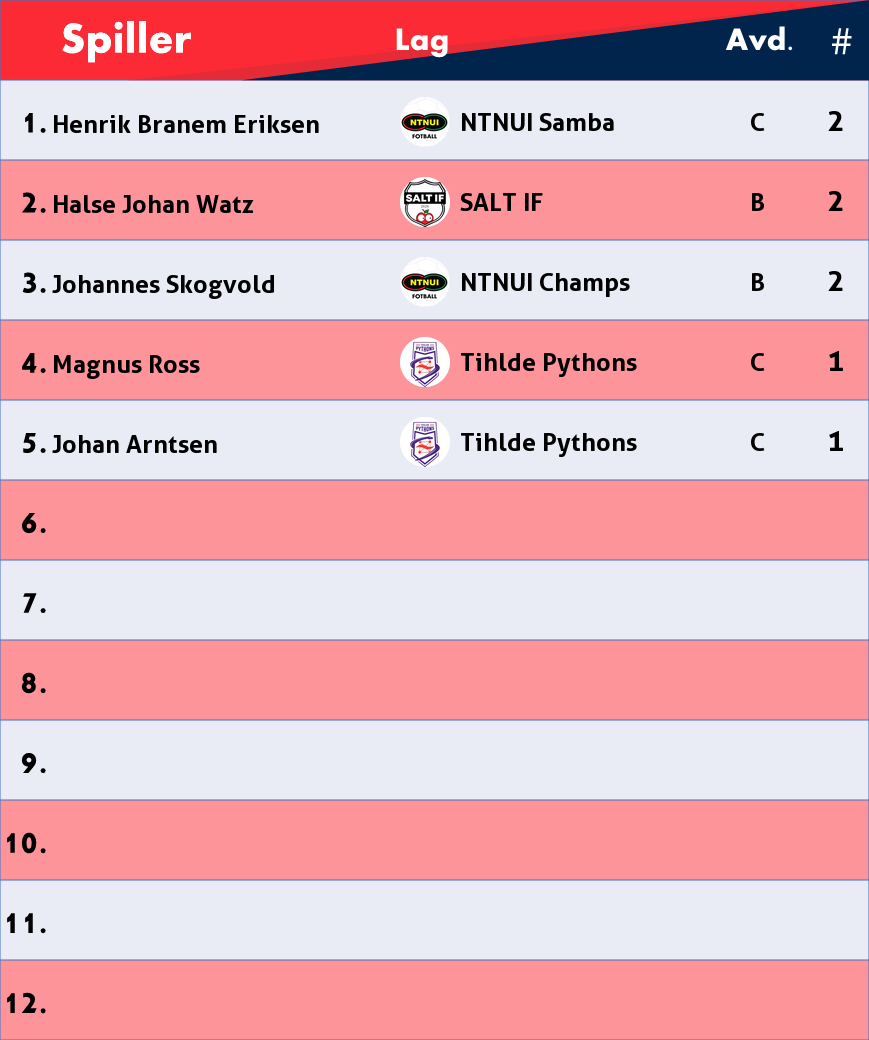 Spiller Lag Avd. #
1. Henrik Branem Eriksen NTNUI FOTBALL NTNUI Samba C 2
2. Halse Johan Watz SALT IF SALT IF B 2
3. Johannes Skogvold NTNUI FOTBALL NTNUI Champs B 2
4. Magnus Ross PYTHONS Tihlde Pythons C 1
5. Johan Arntsen PYTHONS Tihlde Pythons C 1
6.
7.
8.
9.
10.
11.
12.